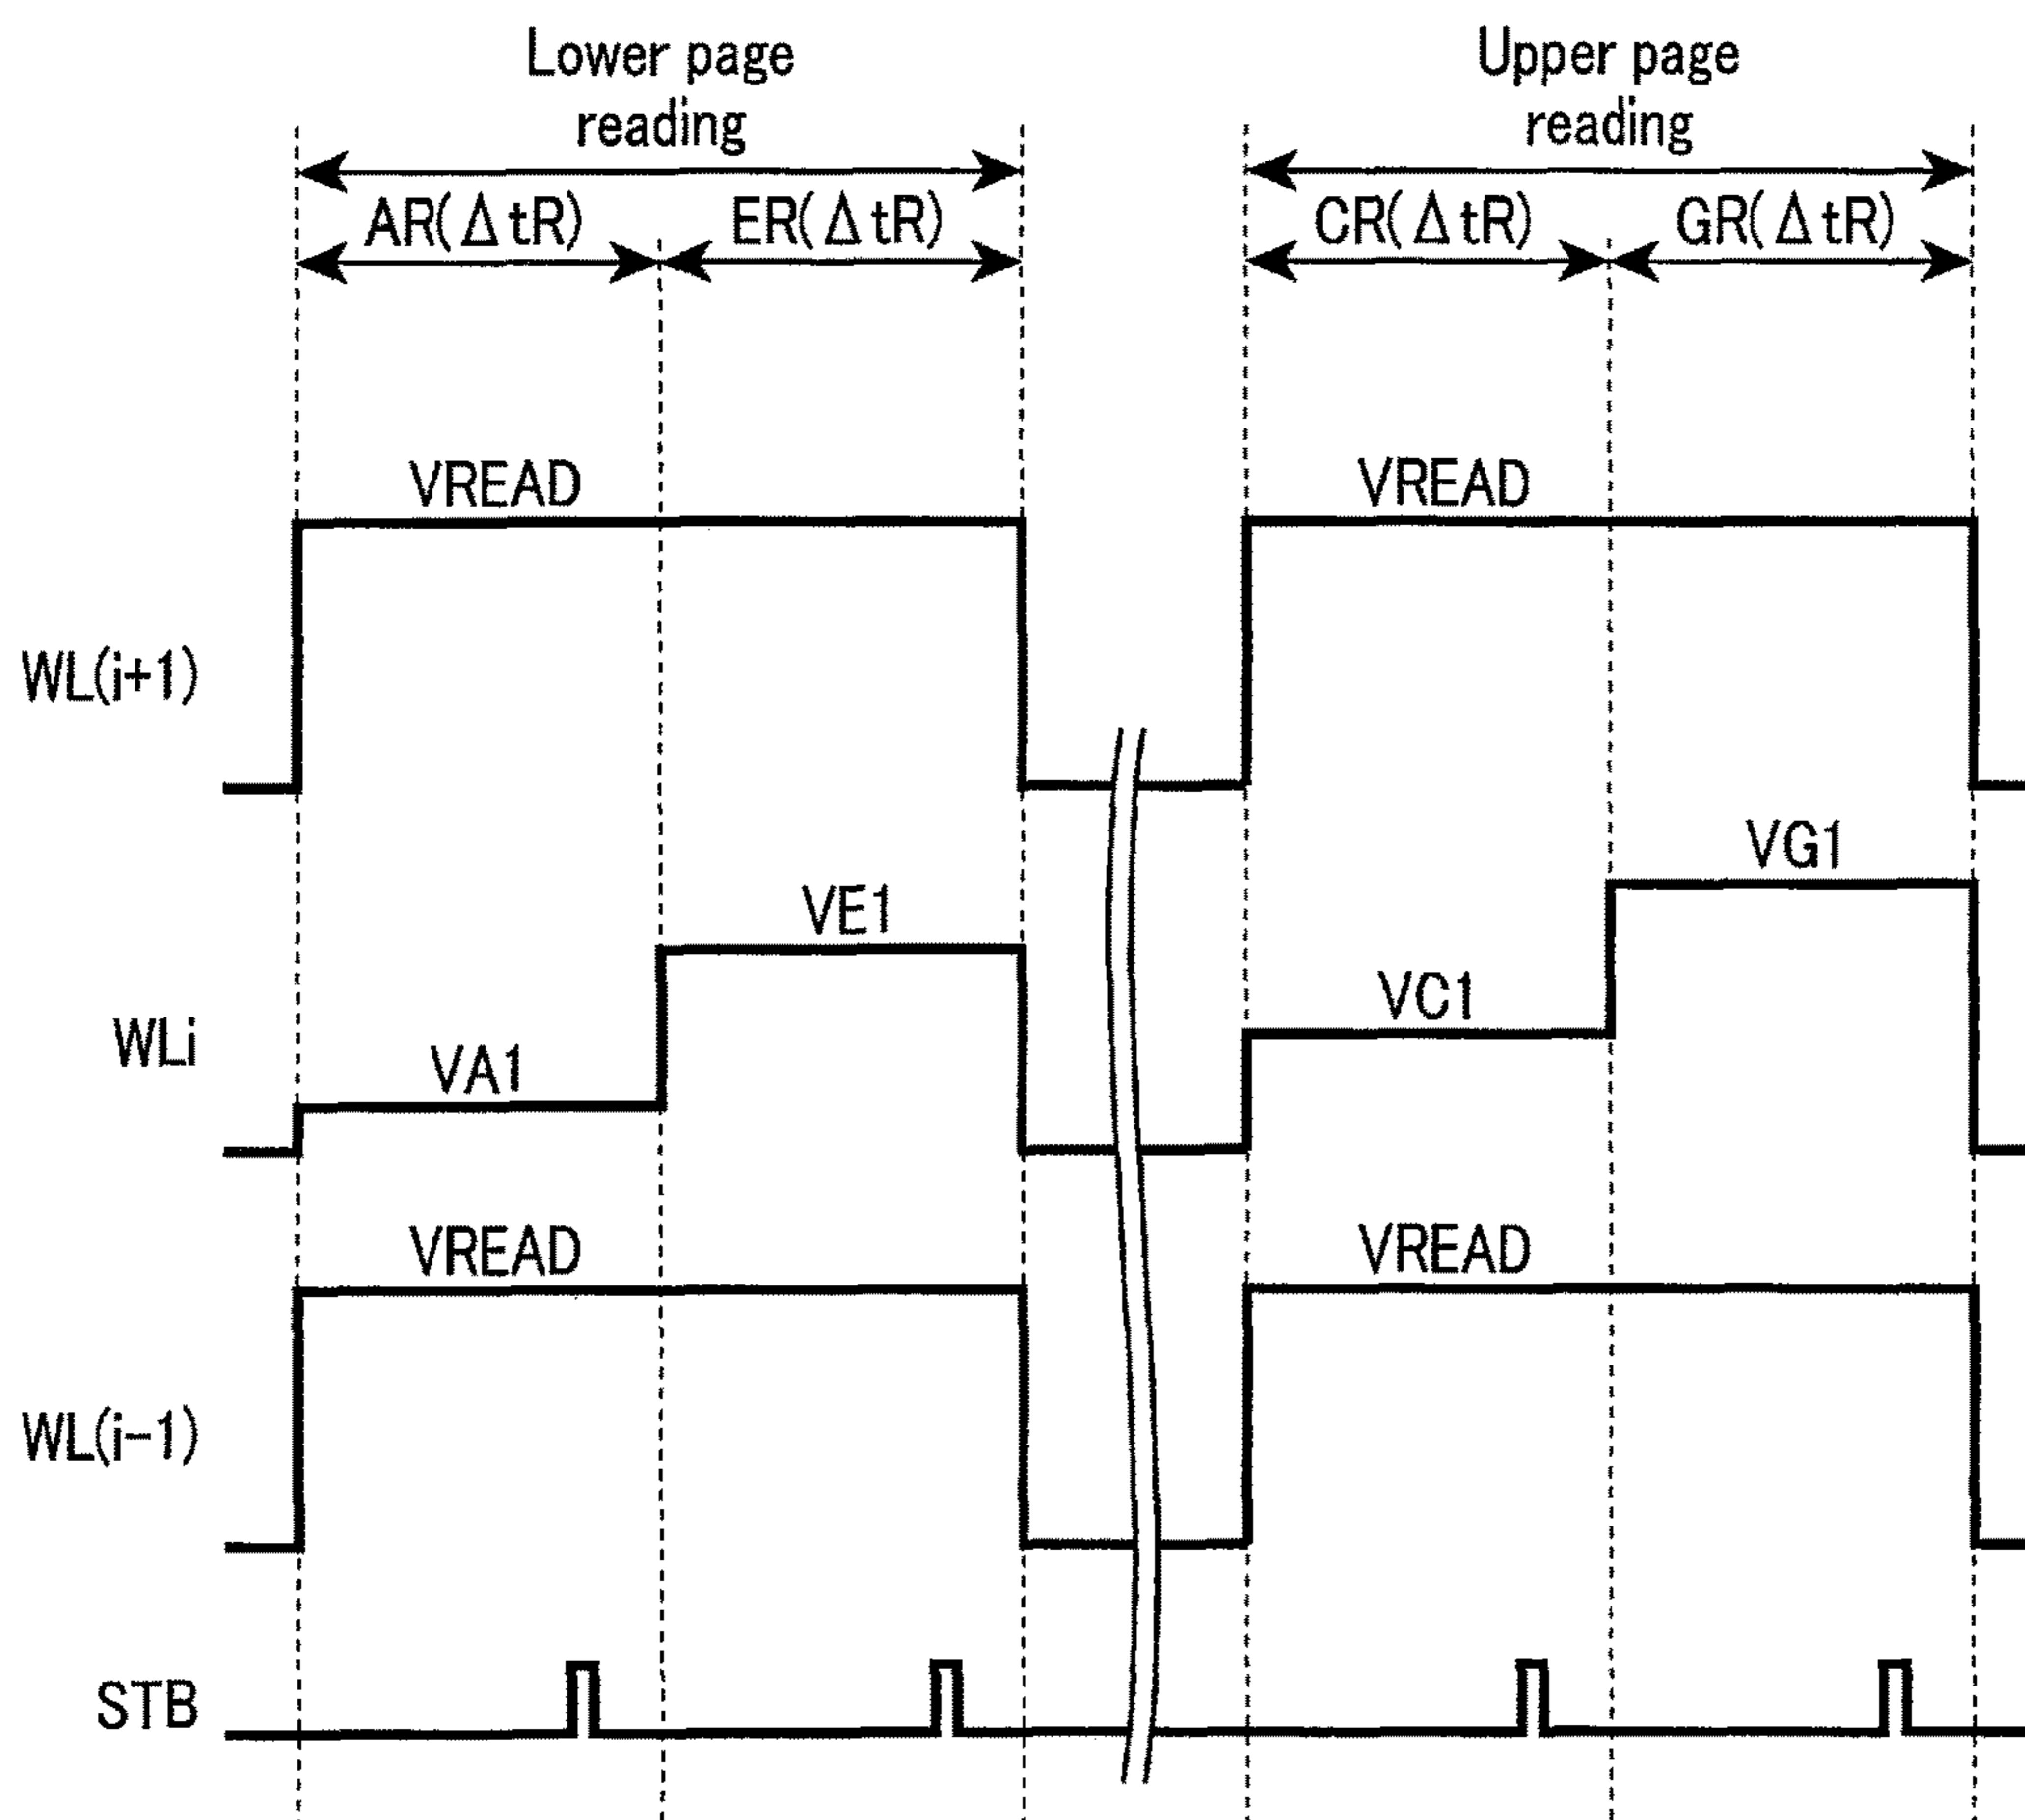 Lower page
reading
Upper page
reading
AR(ΔtR)
ER(ΔtR)
CR(ΔtR)
GR(ΔtR)
VREAD
VREAD
WL(i+1)
VG1
VE1
VC1
WLi
VA1
VREAD
VREAD
WL(i−1)
STB